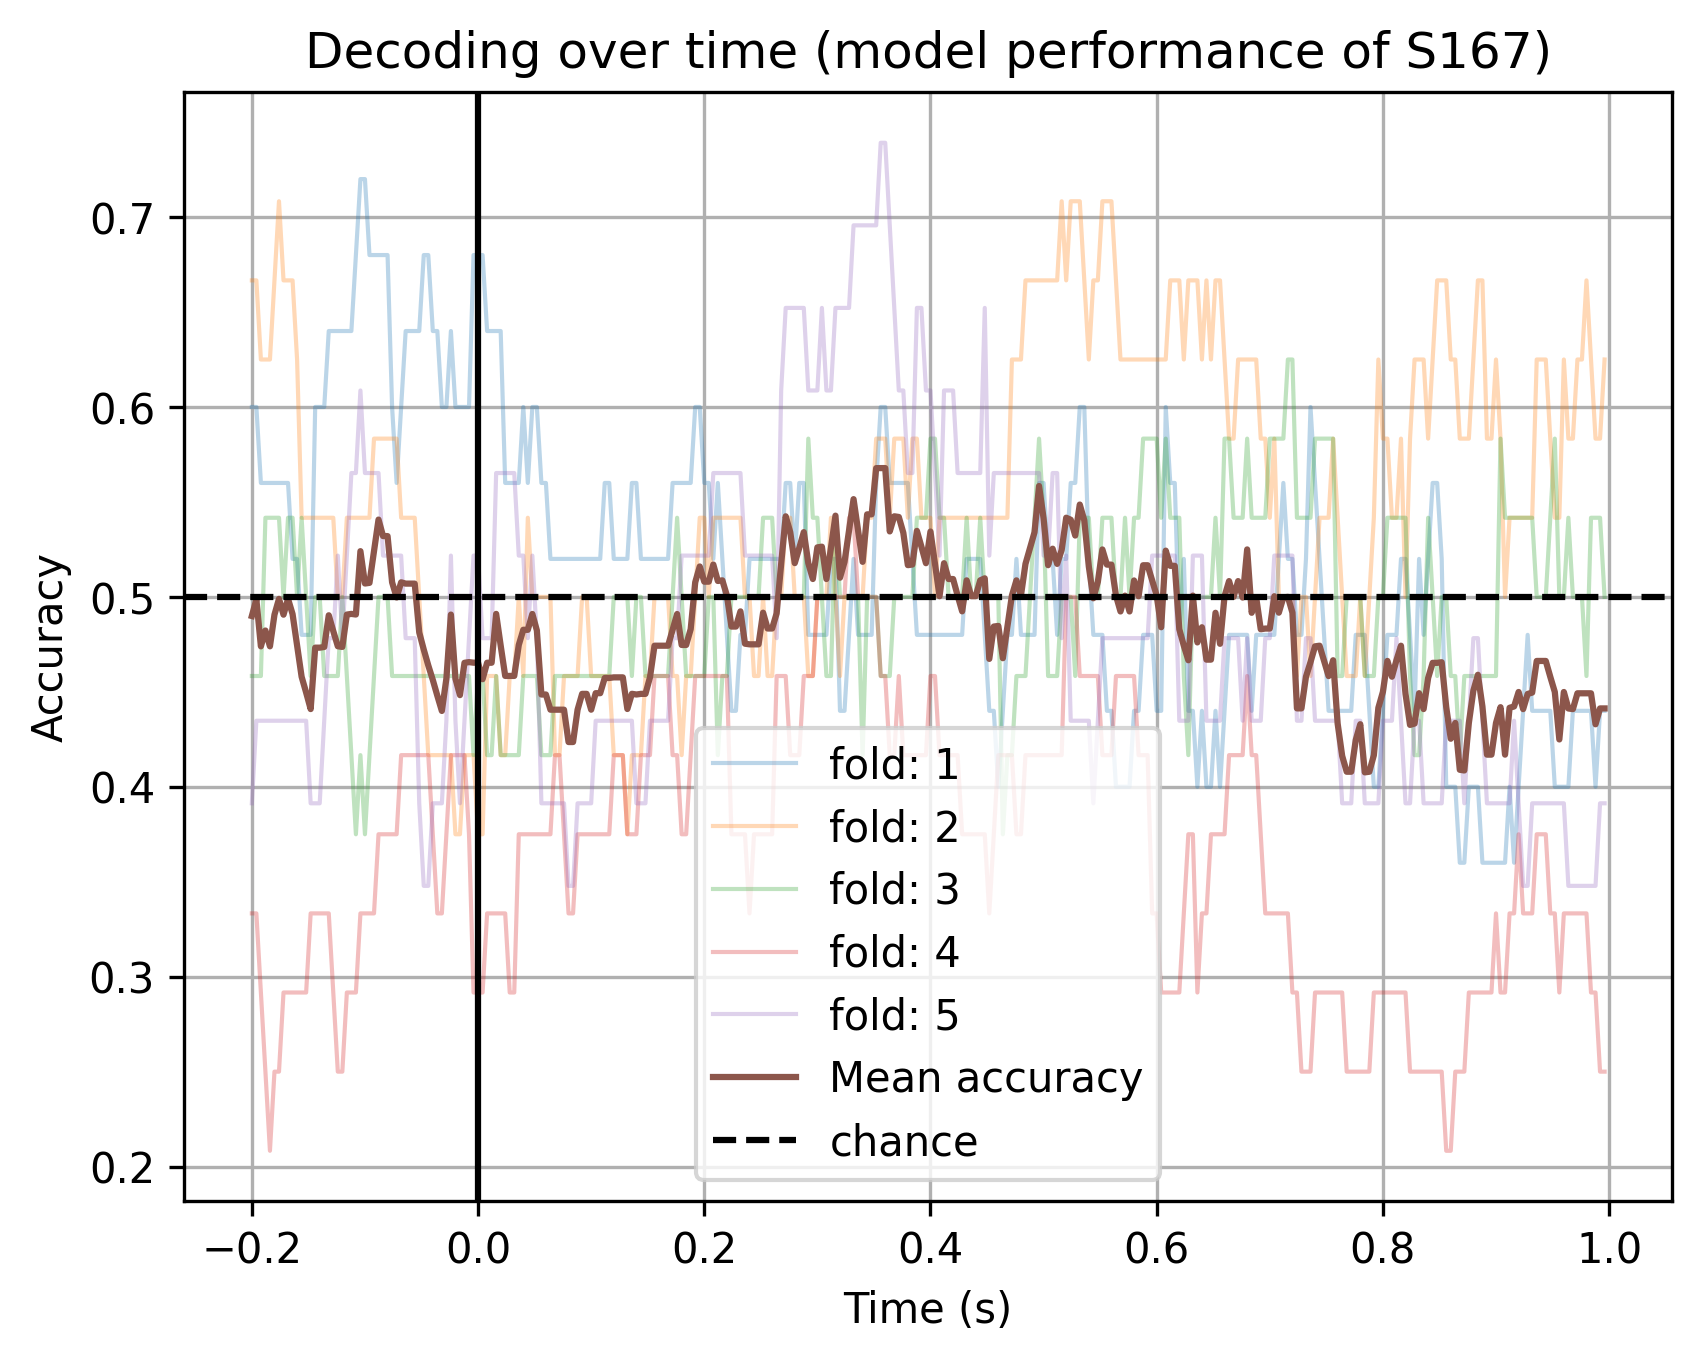 Decoding over time (model performance of S167)
Accuracy
0.7
0.6
0.5
0.4
0.3
0.2
fold: 1
fold: 2
fold: 3
fold: 4
fold: 5
Mean accuracy
chance
−0.2 0.0 0.2 0.4 0.6 0.8 1.0
Time (s)